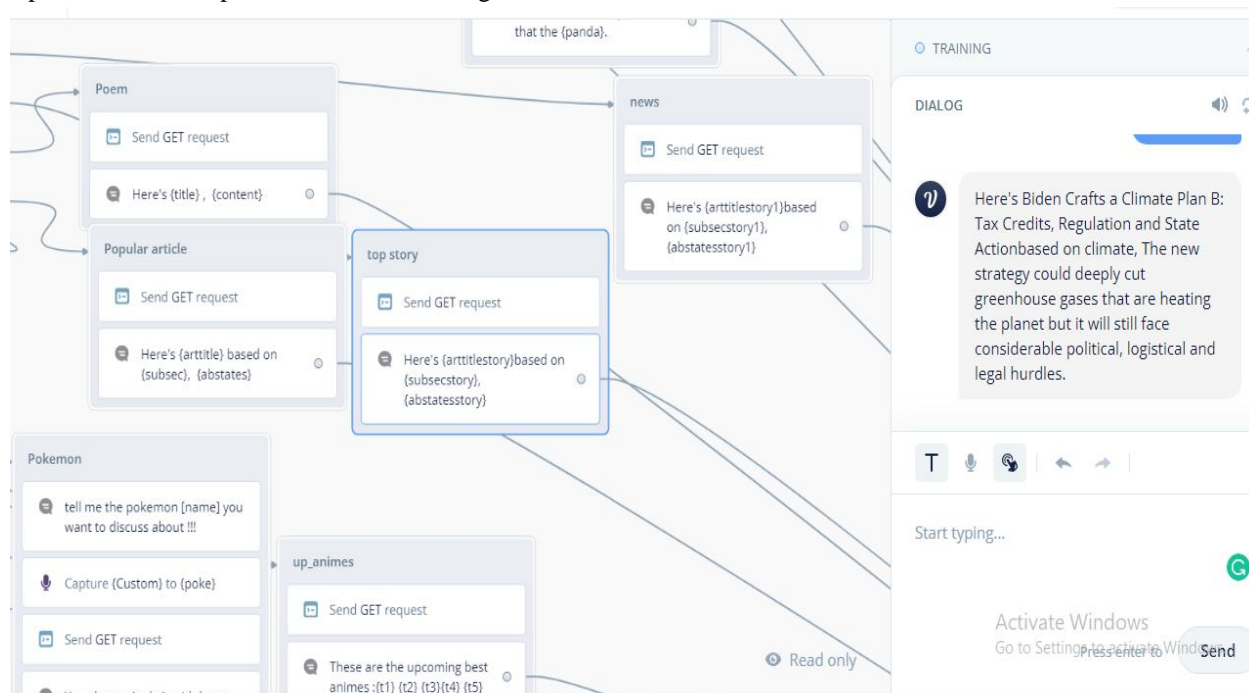 that the {panda}.
Poem
Send GET request
Here's {title} , {content}
Popular article
Send GET request
Here's {arttitle} based on
{subsec}, {abstates}
top story
Send GET request
Here's {arttitlestory}based on
{subsecstory},
{abstatesstory}
news
Send GET request
Here's {arttitlestory1}based
on {subsecstory1},
{abstatesstory1}
Pokemon
tell me the pokemon [name] you
want to discuss about !!!
Capture {Custom} to {poke}
Send GET request
up_animes
Send GET request
These are the upcoming best
animes :{t1} {t2} {t3}{t4} {t5}
Read only
TRAINING
DIALOG
Here's Biden Crafts a Climate Plan B:
Tax Credits, Regulation and State
Actionbased on climate, The new
strategy could deeply cut
greenhouse gases that are heating
the planet but it will still face
considerable political, logistical and
legal hurdles.
T
Start typing...
Activate Windows
Go to Settings to activate Windows.
Press enter to
Send